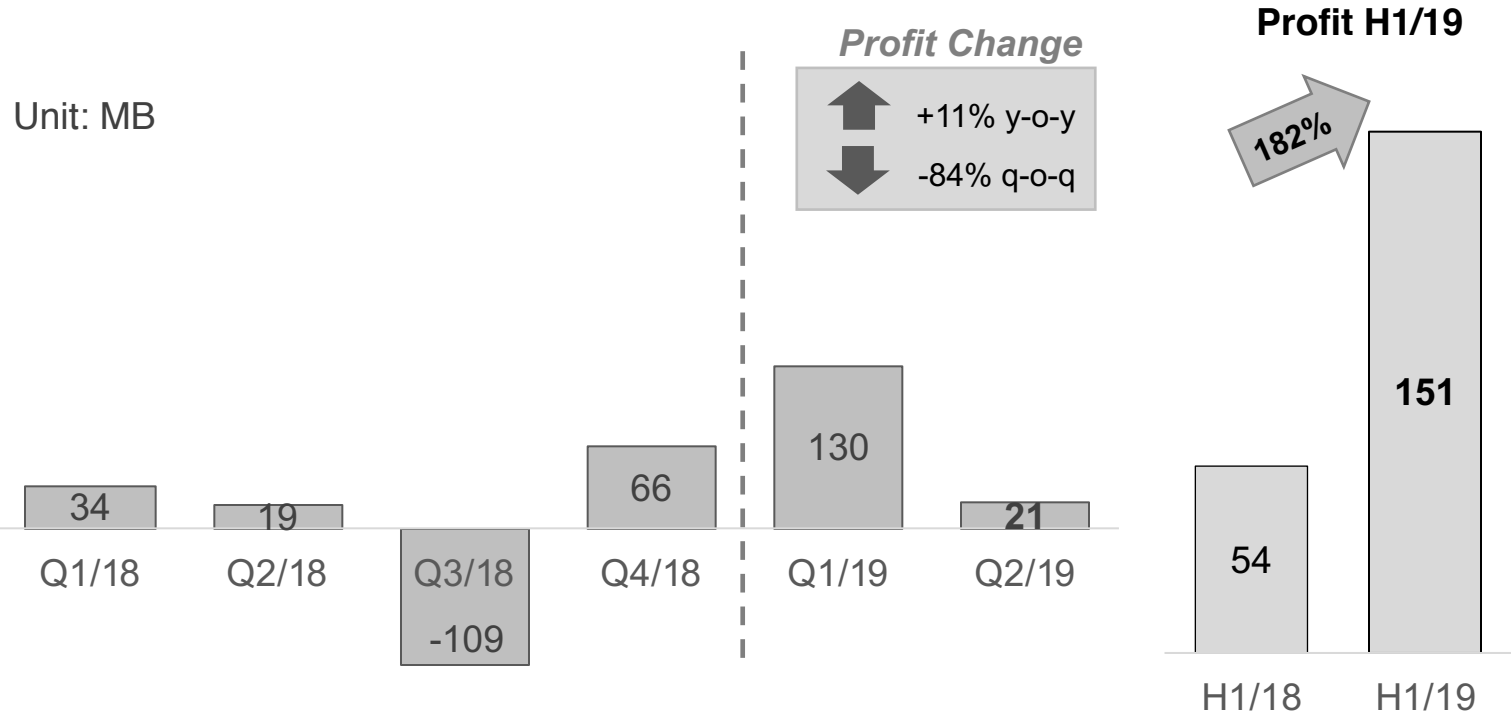 Profit H1/19
Profit Change
Unit: MB
+11% y-o-y
-84% q-o-q
182%
34
19
-109
66
130
21
Q1/18
Q2/18
Q3/18
Q4/18
Q1/19
Q2/19
151
54
H1/18
H1/19